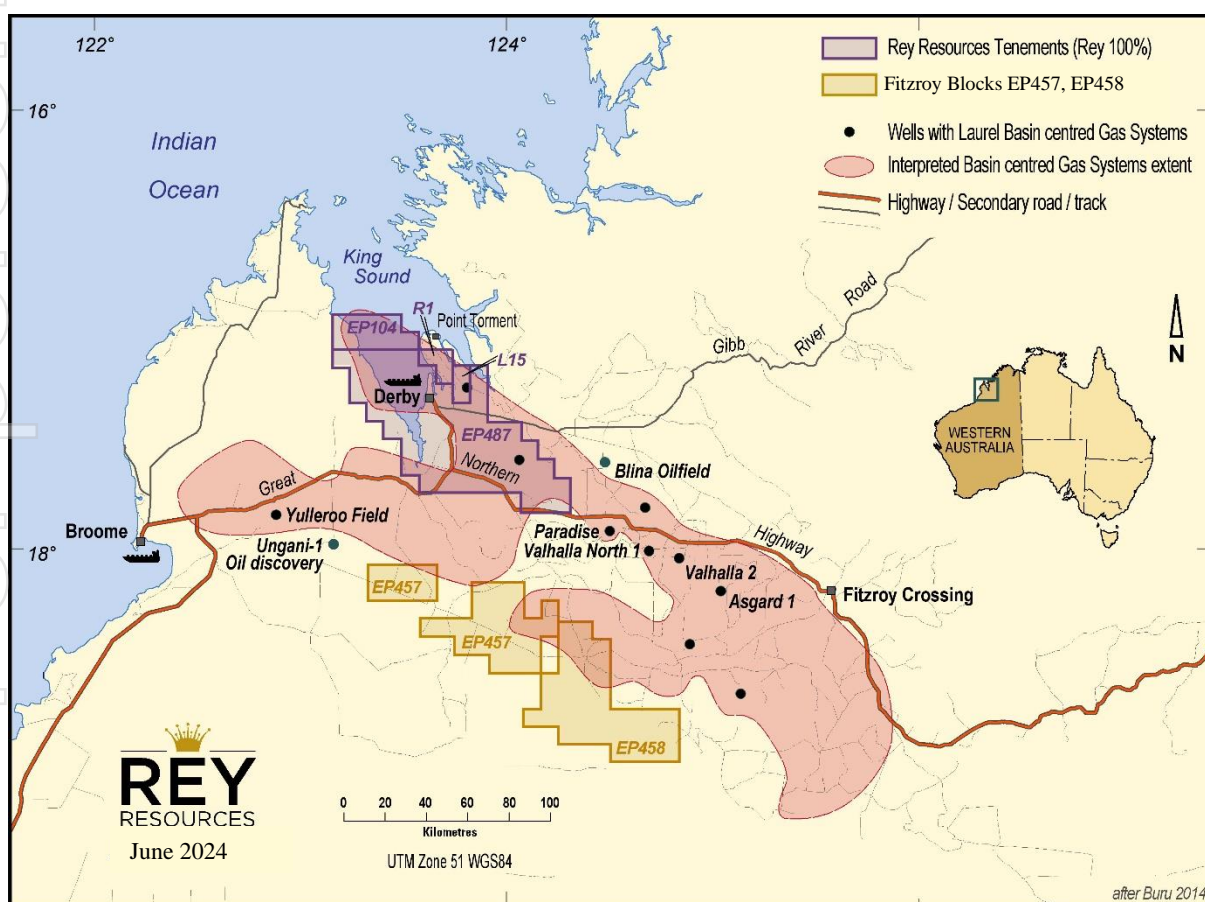 122°
124°
16°
18°
Rey Resources Tenements (Rey 100%)
Fitzroy Blocks EP457, EP458
Wells with Laurel Basin centred Gas Systems
Interpreted Basin centred Gas Systems extent
Highway / Secondary road / track
Indian
Ocean
King
Sound
R1
Point Torment
EP104
L15
Derby
EP487
Gibb River Road
N
WESTERN
AUSTRALIA
Great Northern Highway
Blina Oilfield
Broome
Yulleroo Field
Ungani-1
Oil discovery
Paradise
Valhalla North 1
Valhalla 2
Asgard 1
Fitzroy Crossing
EP457
EP457
EP458
REY
RESOURCES
June 2024
0 20 40 60 80 100
Kilometres
UTM Zone 51 WGS84
after Buru 2014